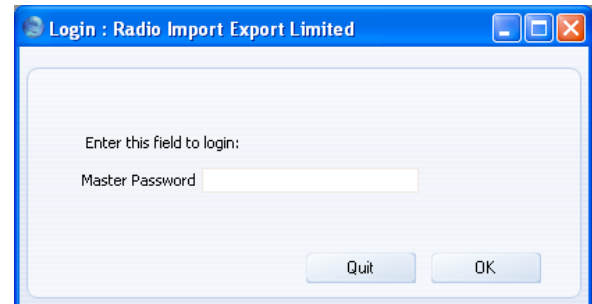 Login : Radio Import Export Limited
Enter this field to login:
Master Password
Quit OK